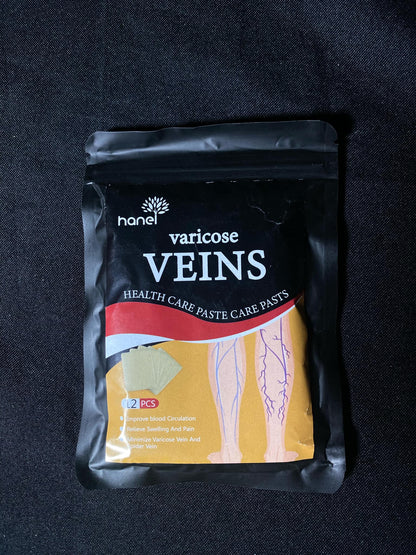 hanel
varicose
VEINS
HEALTH CARE PASTE CARE PASTS
12 PCS
Improve blood Circulation
Relieve Swelling And Pain
Minimize Varicose Vein And
Spider Vein